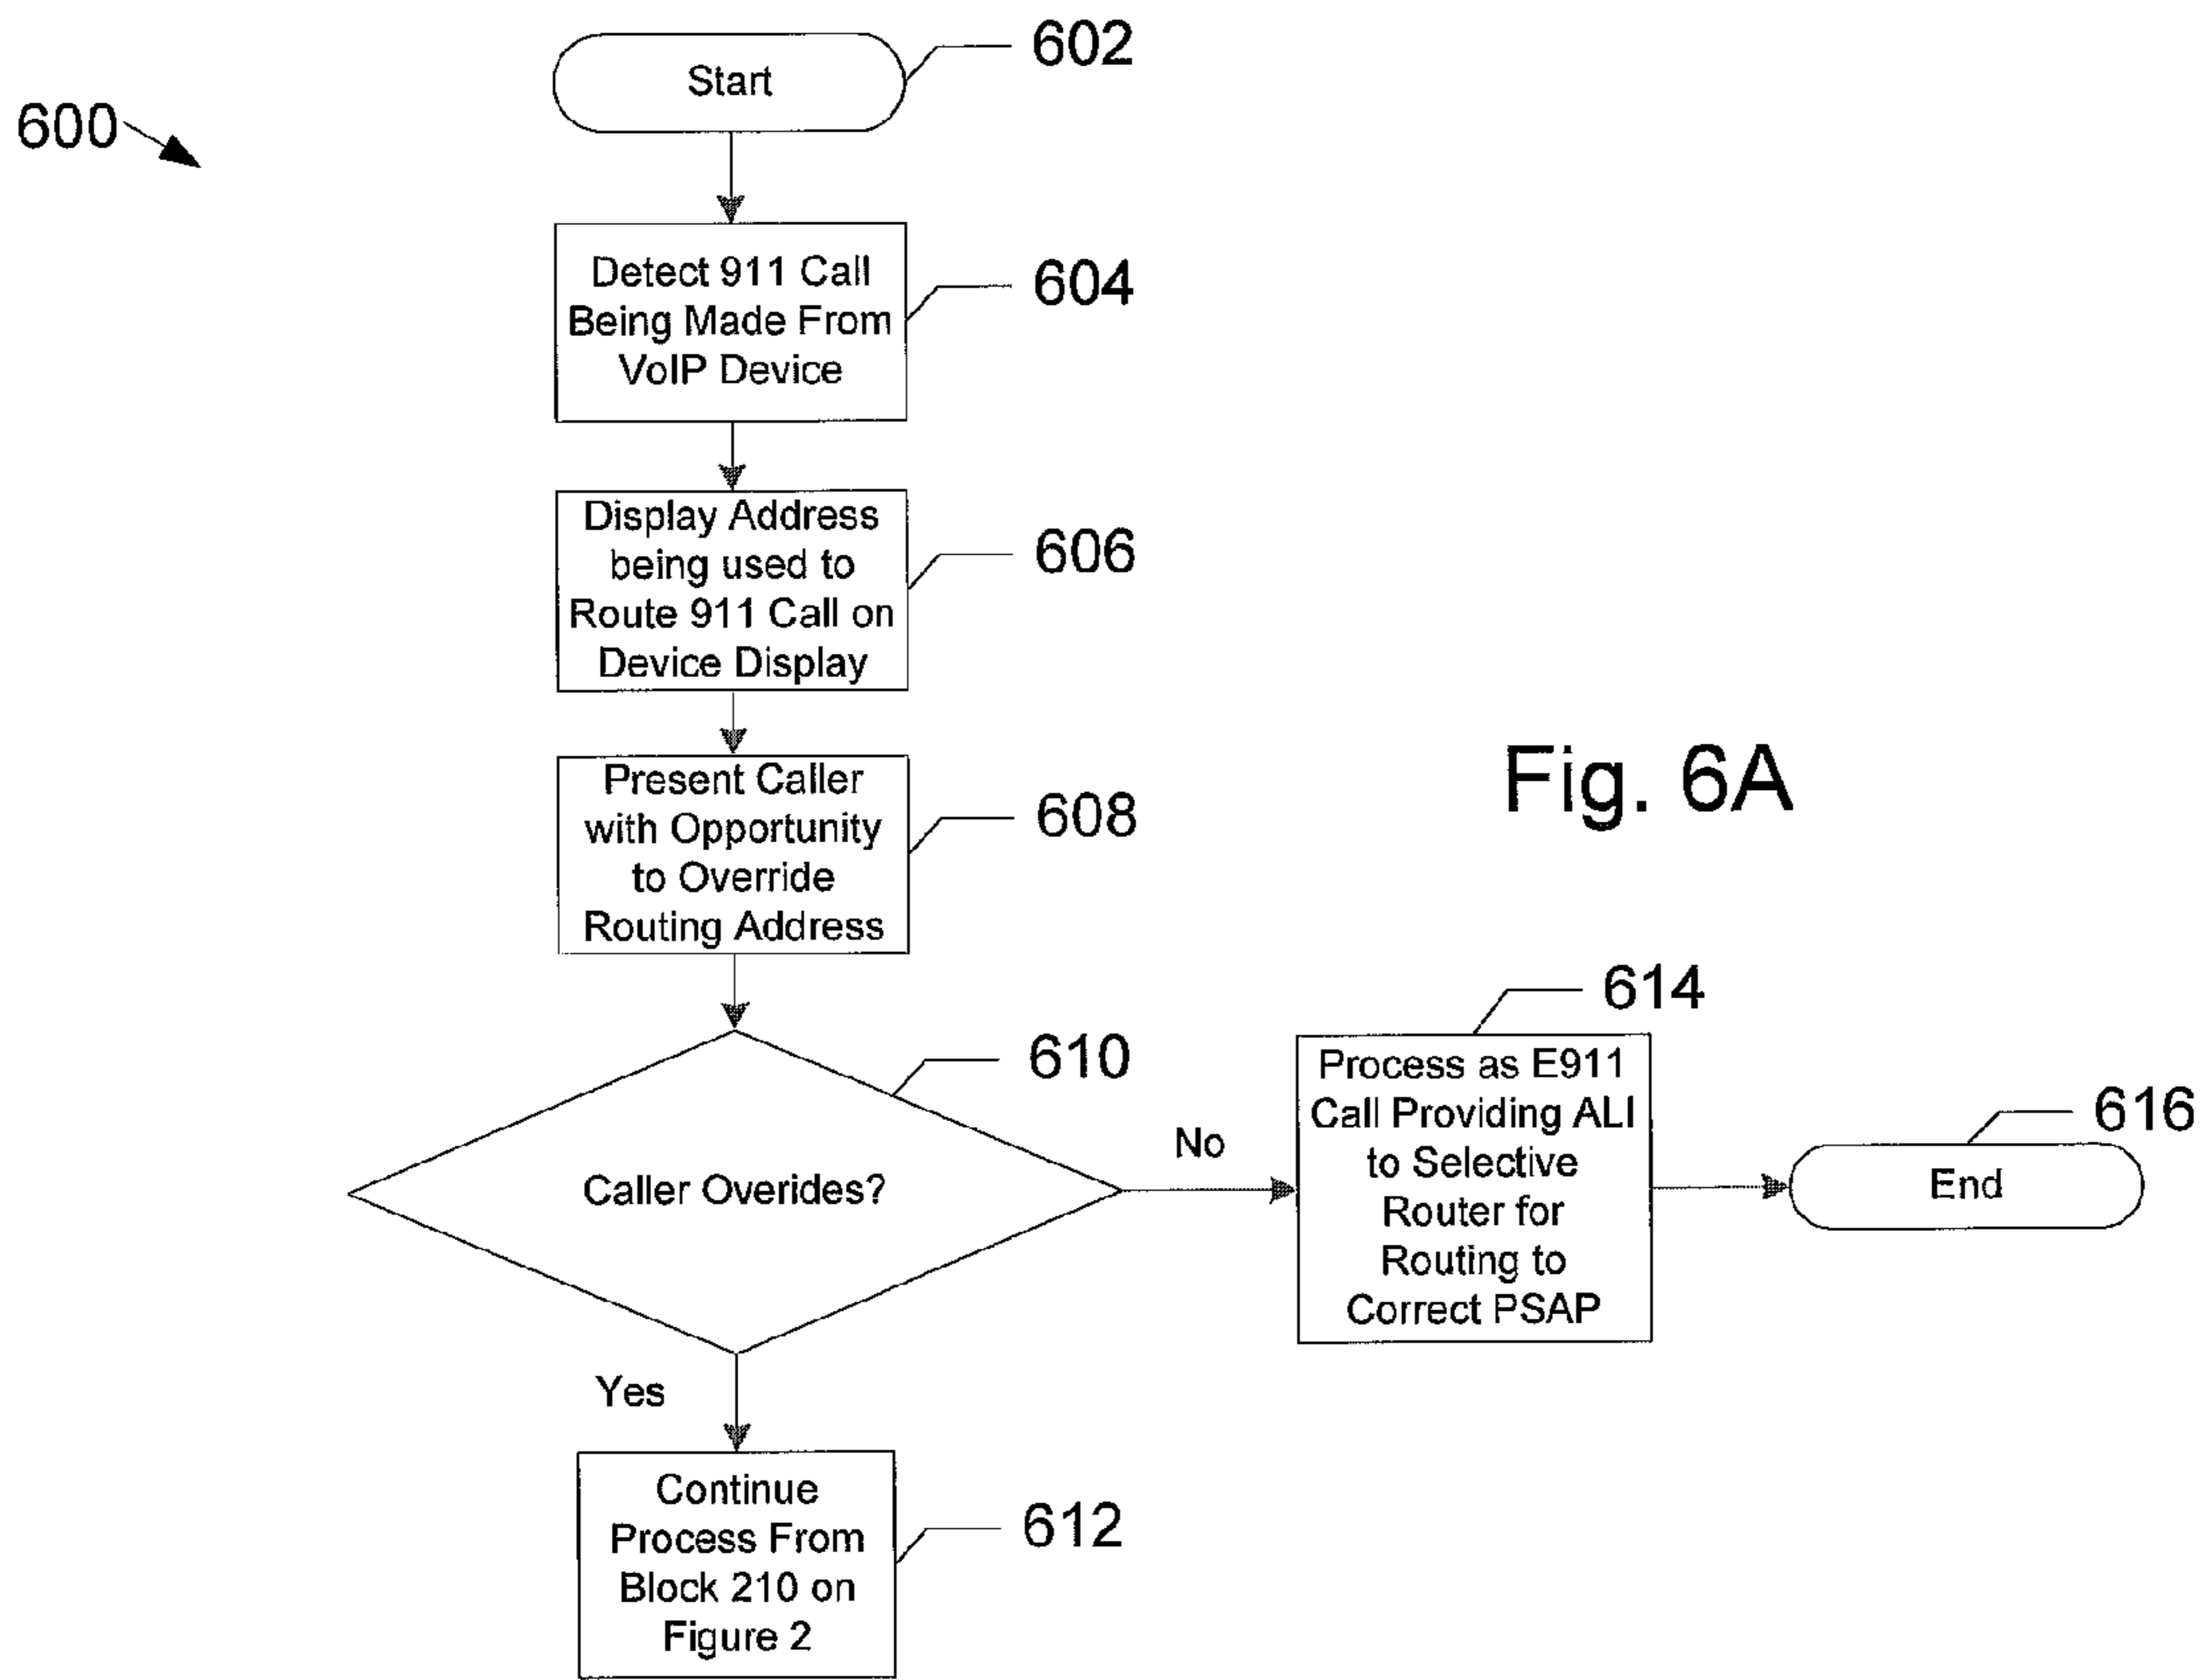 600
Start
602
Detect 911 Call
Being Made From
VoIP Device
604
Display Address
being used to
Route 911 Call on
Device Display
606
Present Caller
with Opportunity
to Override
Routing Address
608
Fig. 6A
Caller Overides?
610
No
Process as E911
Call Providing ALI
to Selective
Router for
Routing to
Correct PSAP
614
End
616
Yes
Continue
Process From
Block 210 on
Figure 2
612